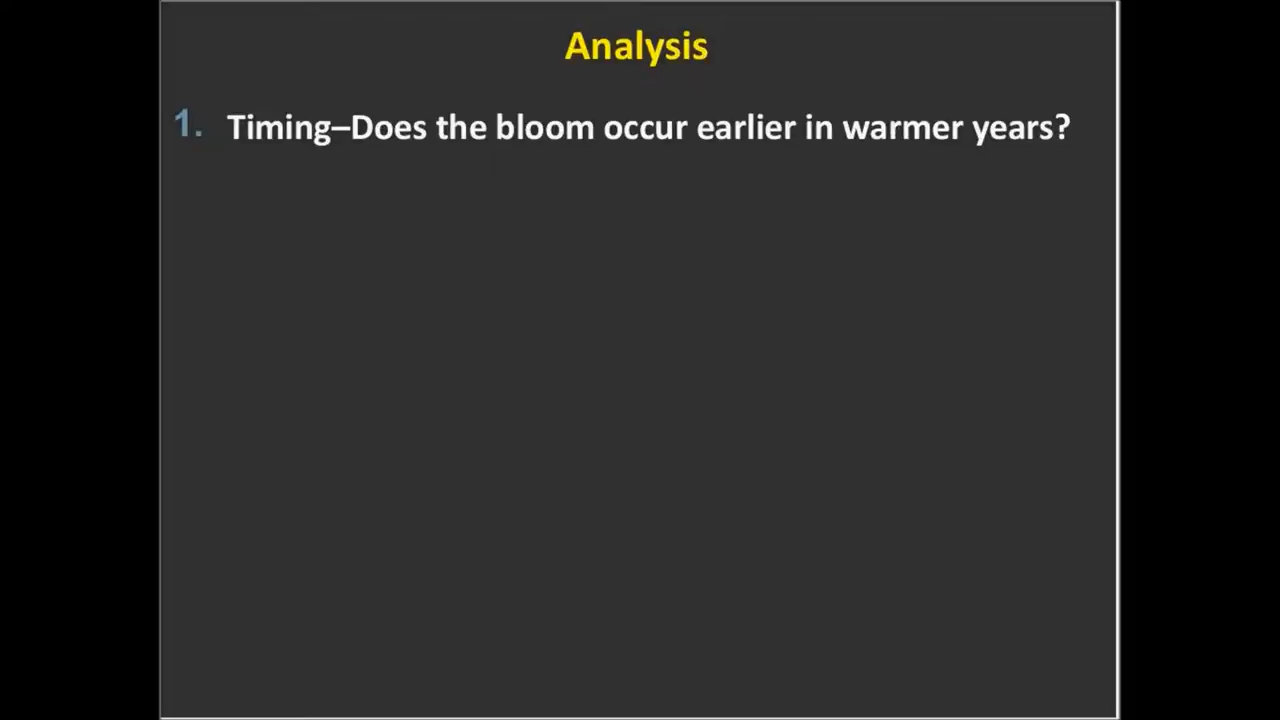 Analysis
1. Timing–Does the bloom occur earlier in warmer years?